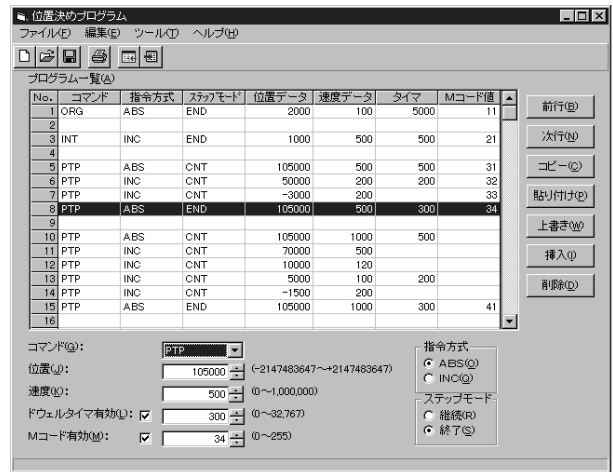 位置決めプログラム
ファイル(F) 編集(E) ツール(T) ヘルプ(H)
プログラム一覧(A)
No. コマンド 指令方式 ステップモード 位置データ 速度データ タイマ Mコード値
1 ORG ABS END 2000 100 5000 11
2
3 INT INC END 1000 500 500 21
4
5 PTP ABS CNT 105000 500 500 31
6 PTP INC CNT 50000 200 200 32
7 PTP INC CNT -3000 200 33
8 PTP ABS END 105000 500 300 34
9
10 PTP ABS CNT 105000 1000 500
11 PTP INC CNT 70000 500
12 PTP INC CNT 10000 120
13 PTP INC CNT 5000 100 200
14 PTP INC CNT -1500 200
15 PTP ABS END 105000 1000 300 41
16
前行(B)
次行(N)
コピー(C)
貼り付け(P)
上書き(W)
挿入(I)
削除(D)
コマンド(G): PTP
位置(J): 105000 (-2147483647~+2147483647)
速度(K): 500 (0~1,000,000)
ドウェルタイマ有効(L): 300 (0~32,767)
Mコード有効(M): 34 (0~255)
指令方式
ABS(O)
INC(Q)
ステップモード
継続(R)
終了(S)